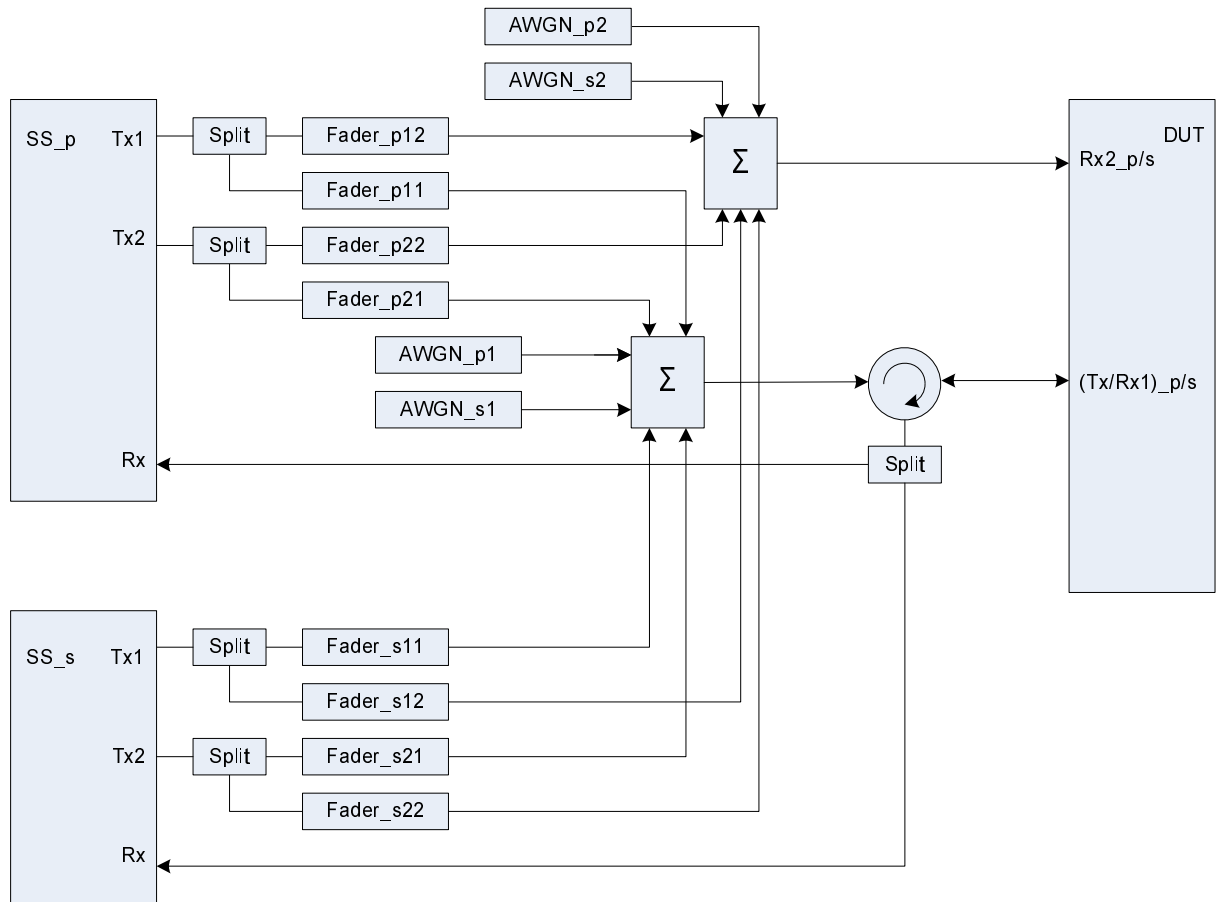 AWGN_p2
AWGN_s2
SS_p
Tx1
Split
Fader_p12
Σ
DUT
Rx2_p/s
Fader_p11
Tx2
Split
Fader_p22
Fader_p21
AWGN_p1
Σ
(Tx/Rx1)_p/s
AWGN_s1
Rx
Split
SS_s
Tx1
Split
Fader_s11
Fader_s12
Tx2
Split
Fader_s21
Fader_s22
Rx